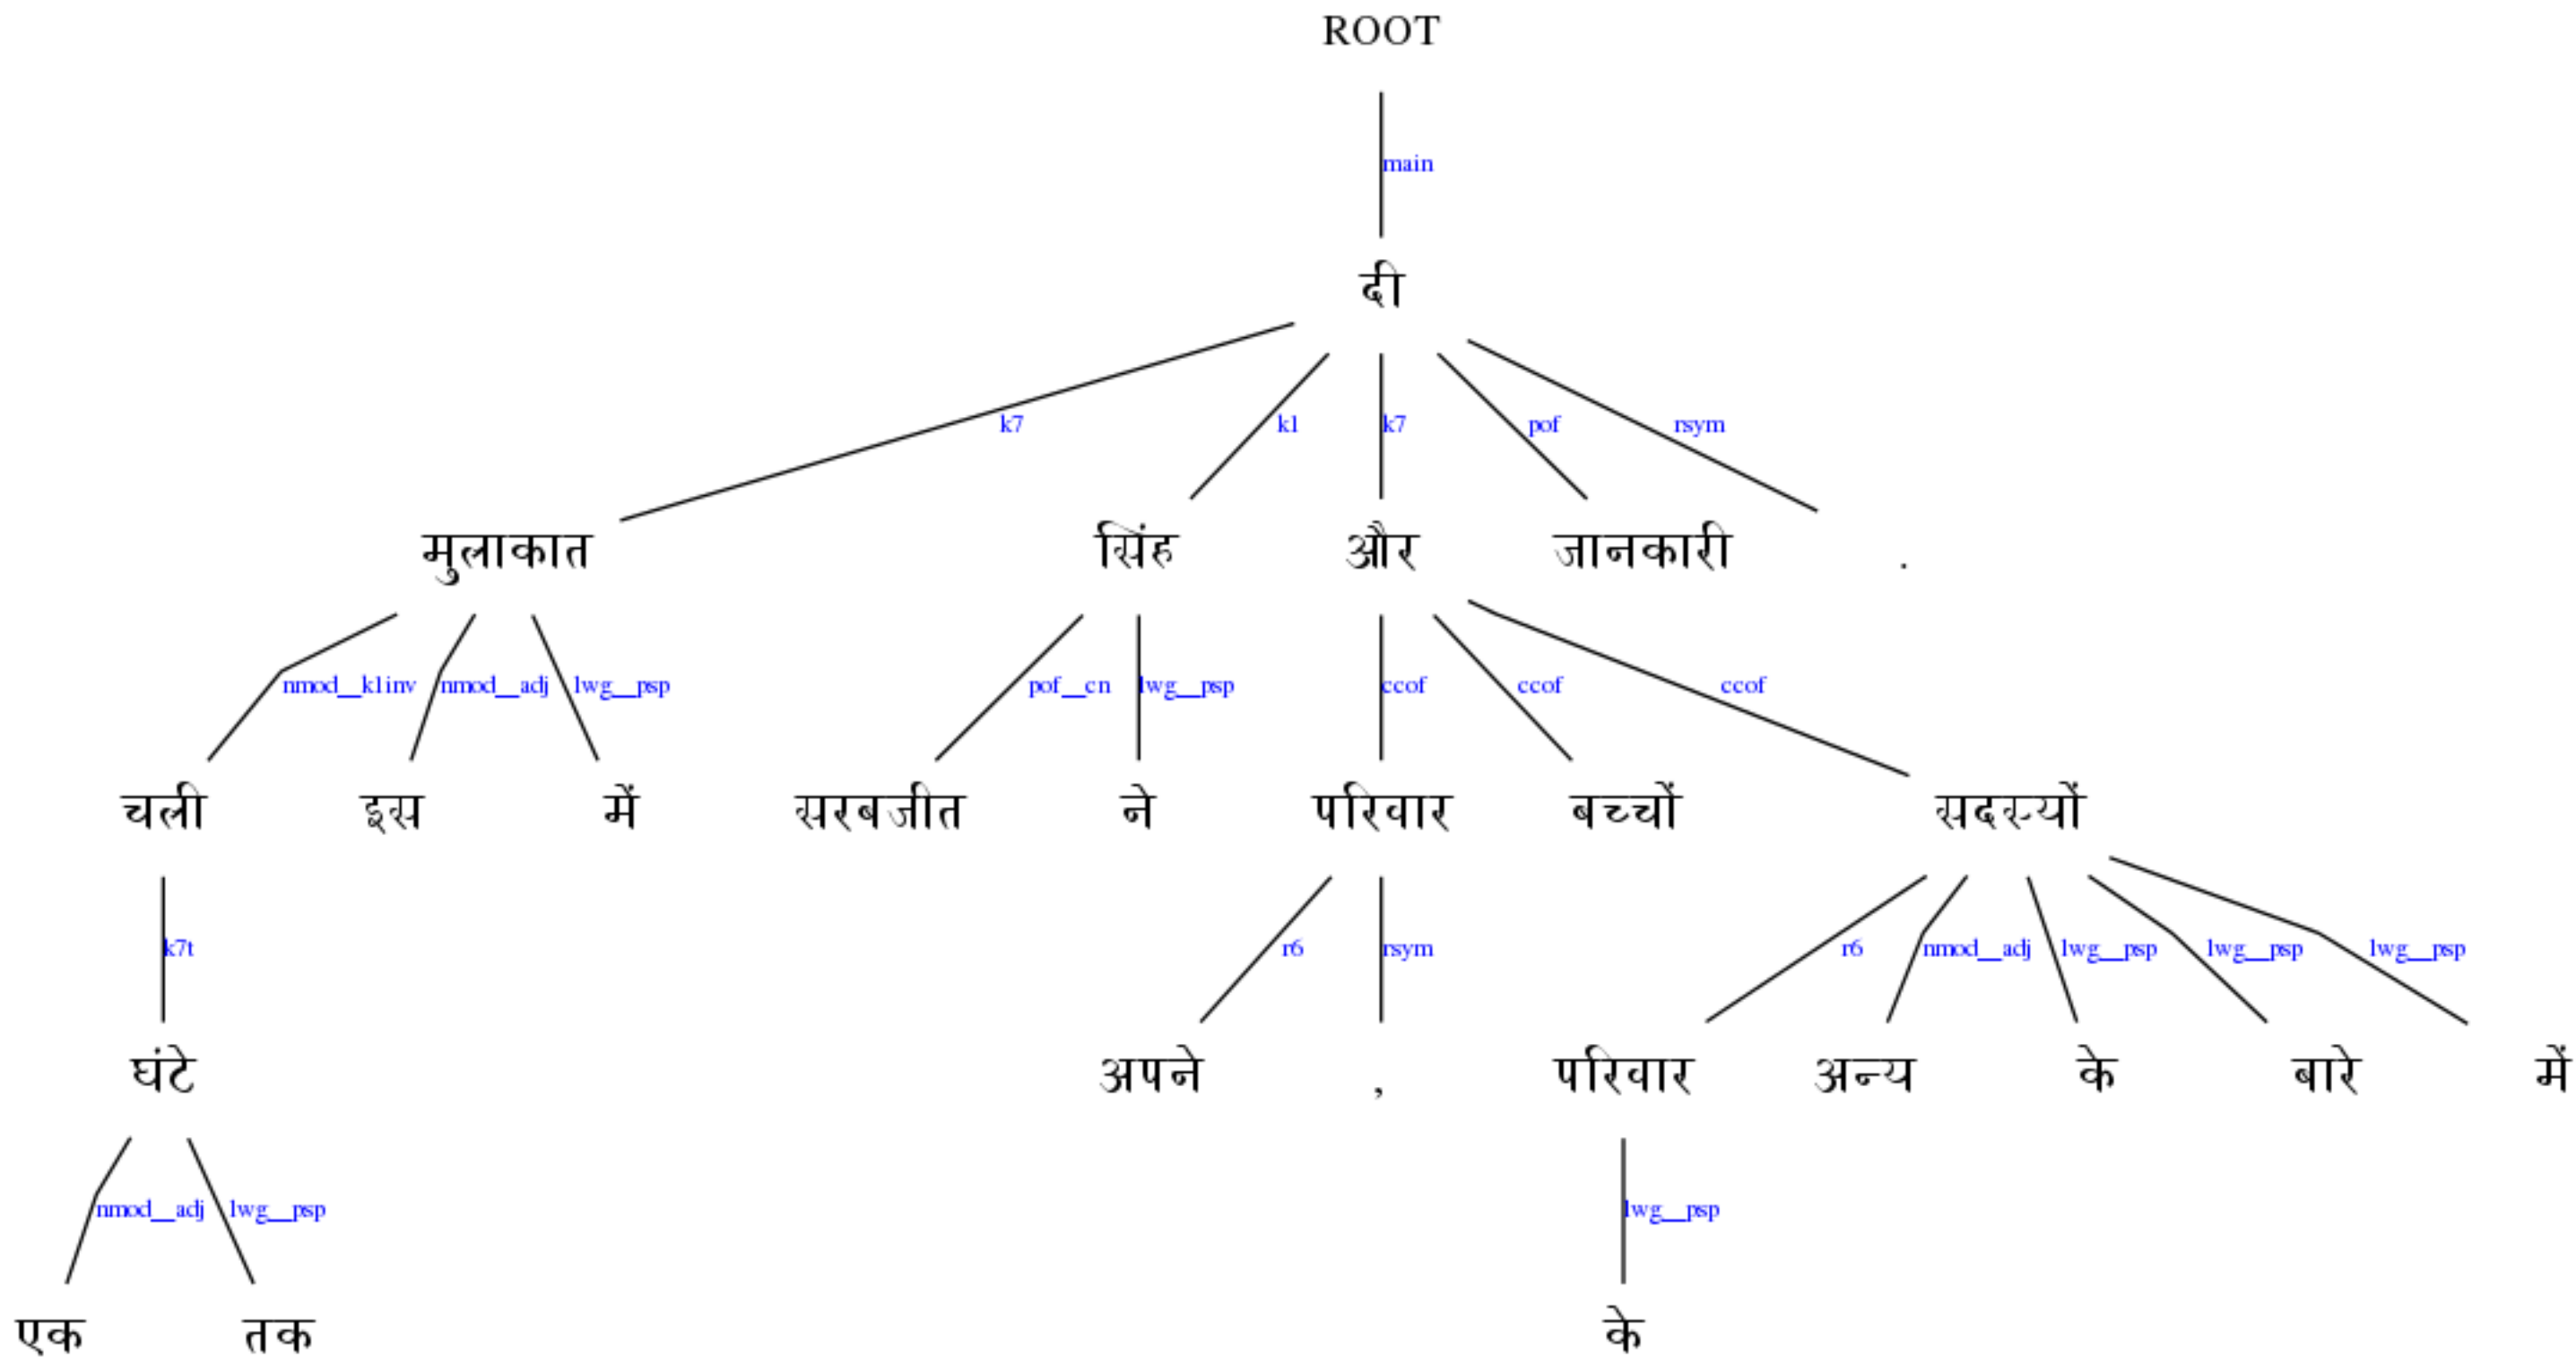 ROOT
main
दी
k7 k1 k7 pof rsym
मुलाकात सिंह और जानकारी .
nmod__k1inv nmod__adj lwg__psp pof__cn lwg__psp ccof ccof ccof
चली इस में सरबजीत ने परिवार बच्चों सदस्यों
k7t r6 rsym r6 nmod__adj lwg__psp lwg__psp lwg__psp
घंटे अपने , परिवार अन्य के बारे में
nmod__adj lwg__psp lwg__psp
एक तक के